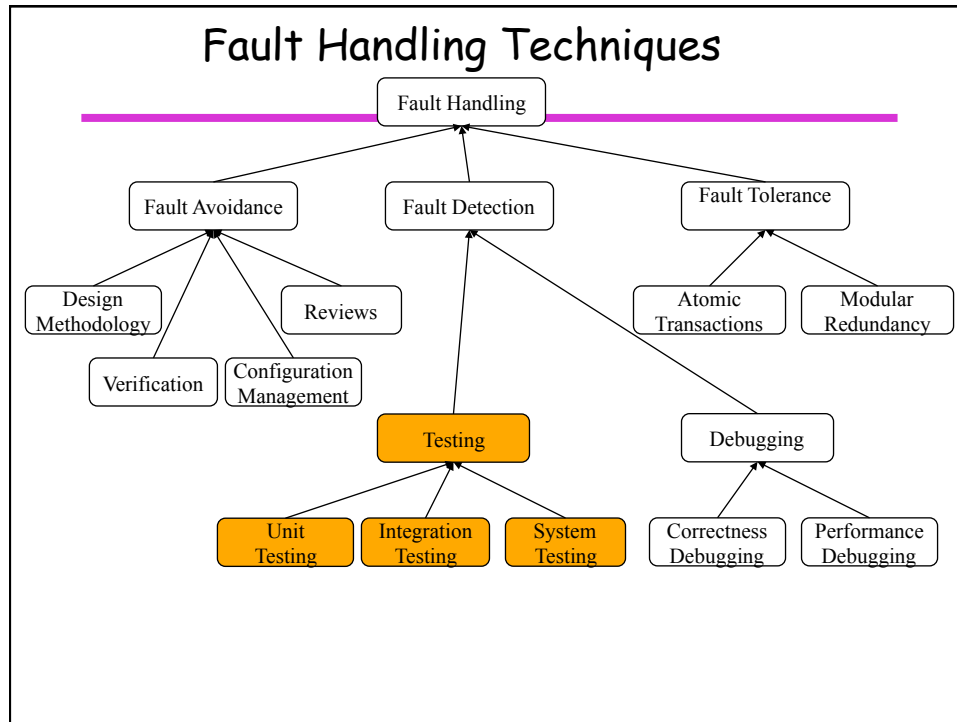 Fault Handling Techniques
Fault Handling
Fault Avoidance
Fault Detection
Fault Tolerance
Design
Methodology
Reviews
Atomic
Transactions
Modular
Redundancy
Verification
Configuration
Management
Testing
Debugging
Unit
Testing
Integration
Testing
System
Testing
Correctness
Debugging
Performance
Debugging